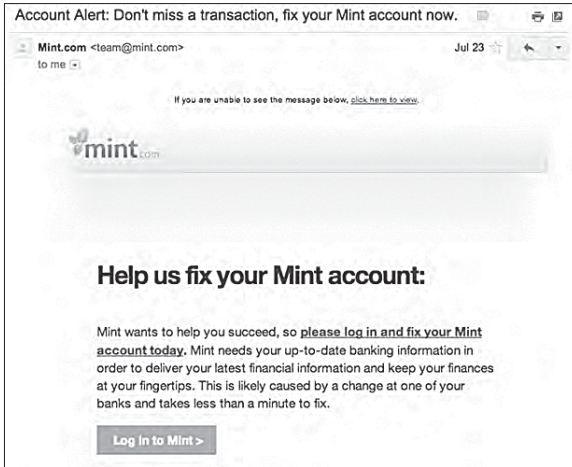 Account Alert: Don't miss a transaction, fix your Mint account now.
Mint.com <team@mint.com>
Jul 23
to me
If you are unable to see the message below, click here to view.
mint.com
Help us fix your Mint account:
Mint wants to help you succeed, so please log in and fix your Mint
account today. Mint needs your up-to-date banking information in
order to deliver your latest financial information and keep your finances
at your fingertips. This is likely caused by a change at one of your
banks and takes less than a minute to fix.
Log in to Mint >